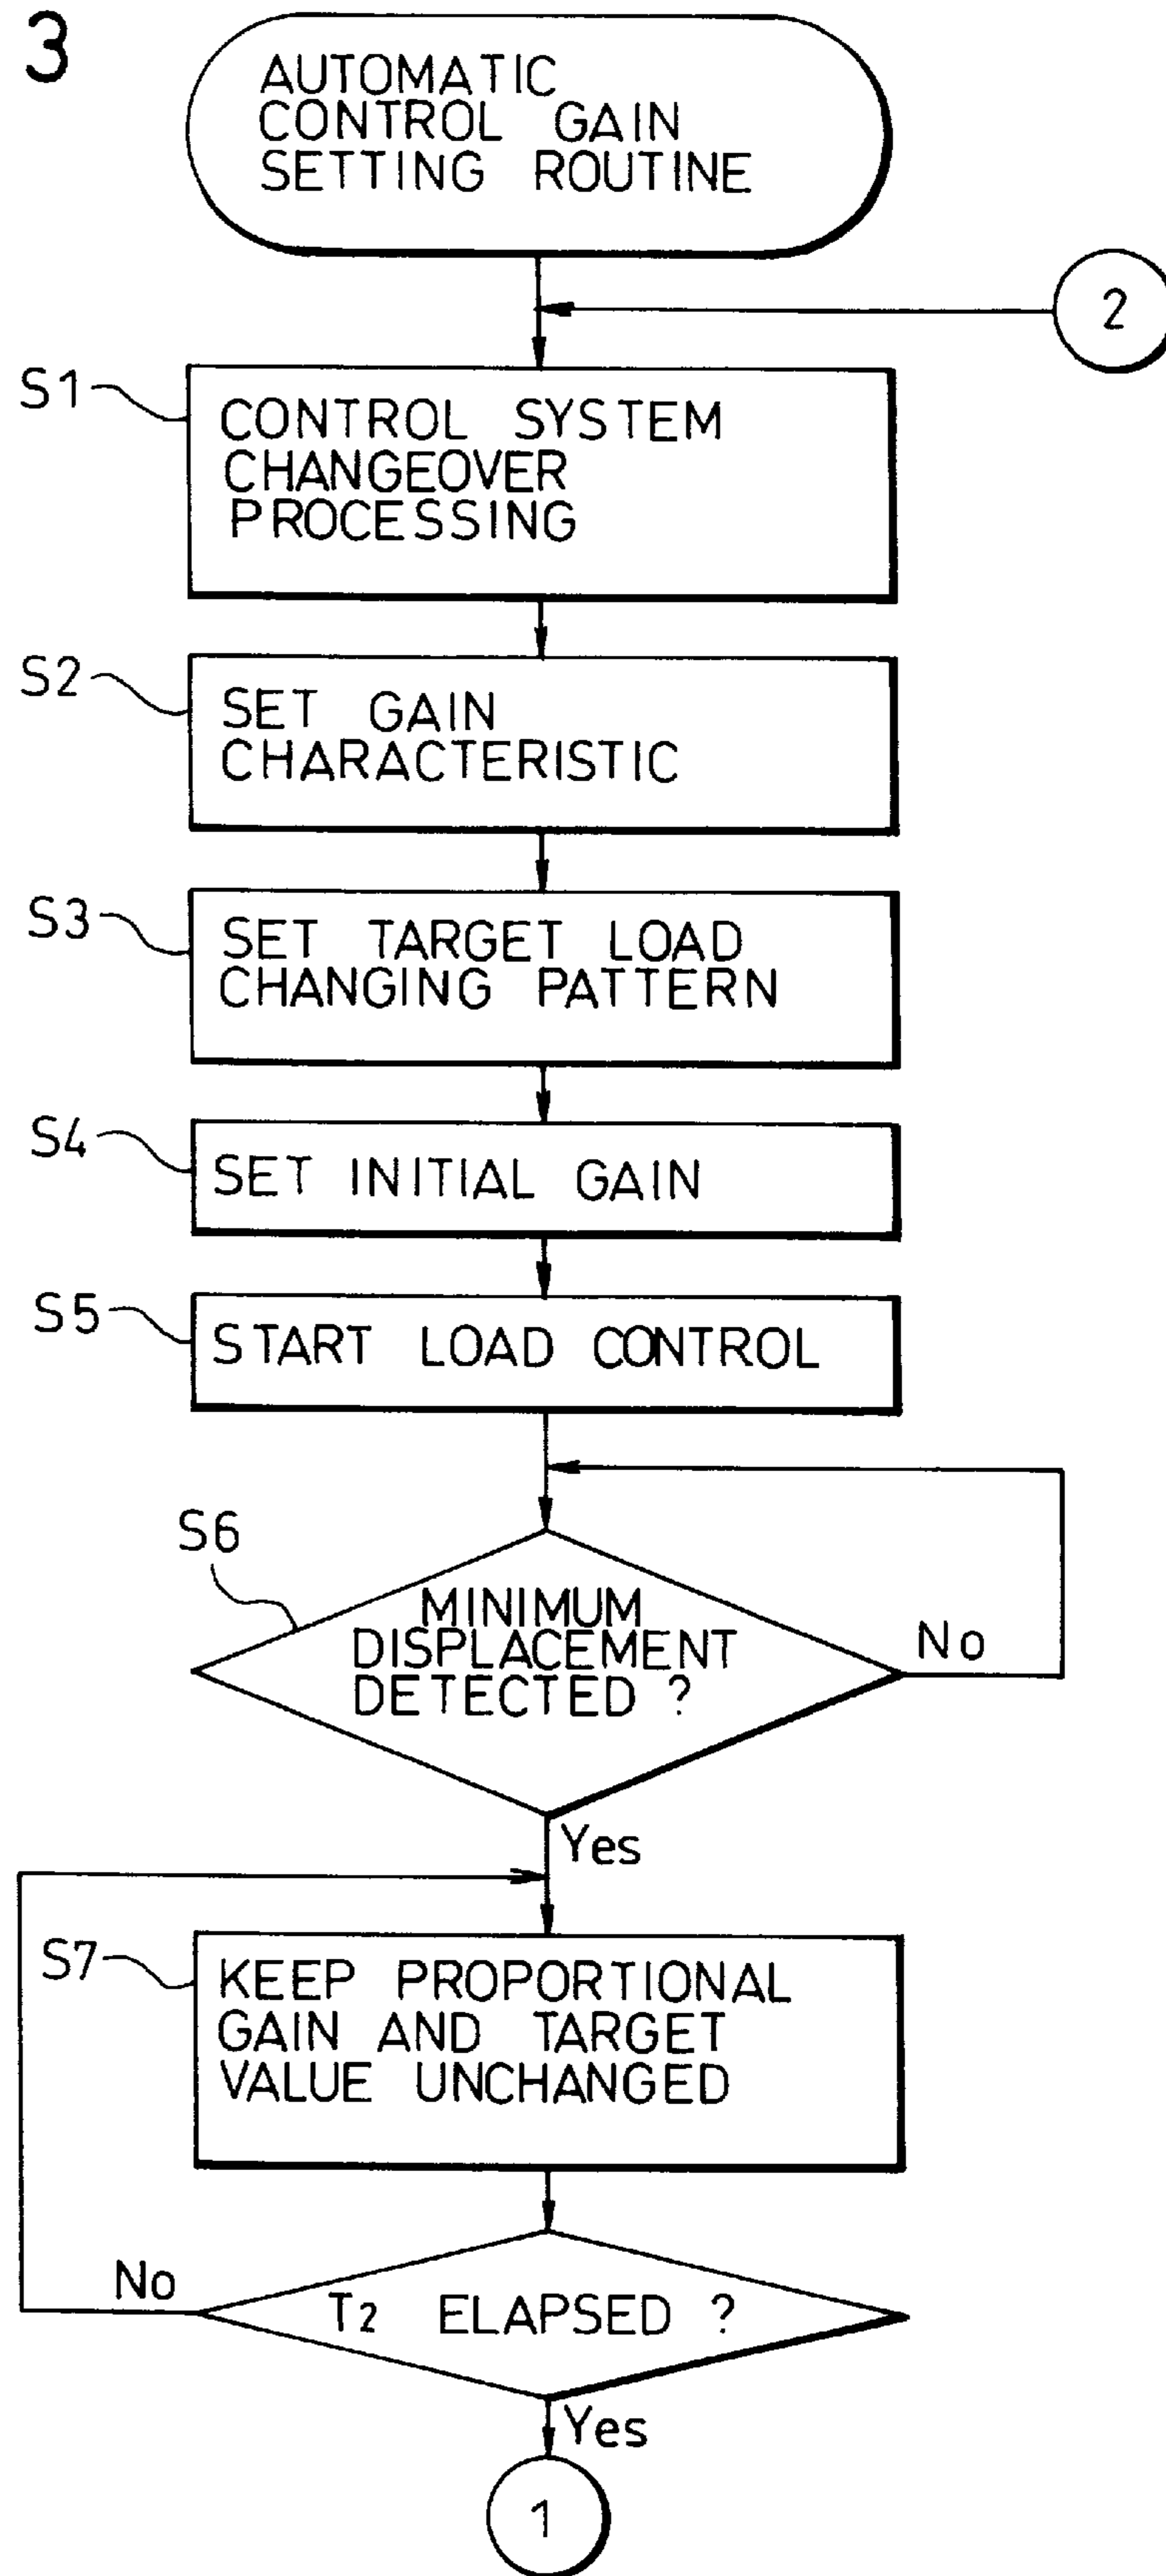 3
AUTOMATIC
CONTROL GAIN
SETTING ROUTINE
2
S1
CONTROL SYSTEM
CHANGEOVER
PROCESSING
S2
SET GAIN
CHARACTERISTIC
S3
SET TARGET LOAD
CHANGING PATTERN
S4
SET INITIAL GAIN
S5
START LOAD CONTROL
S6
MINIMUM
DISPLACEMENT
DETECTED ?
No
Yes
S7
KEEP PROPORTIONAL
GAIN AND TARGET
VALUE UNCHANGED
No
T2 ELAPSED ?
Yes
1